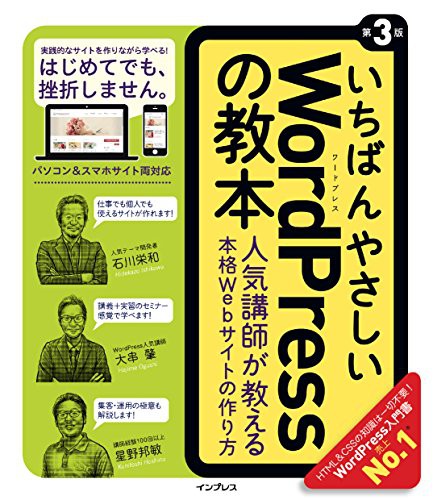 第3版
いちばんやさしい
WordPress
ワードプレス
の教本
人気講師が教える
本格Webサイトの作り方
実践的なサイトを作りながら学べる!
はじめてでも、
挫折しません。
パソコン&スマホサイト両対応
仕事でも個人でも
使えるサイトが作れます!
人気テーマ開発者
石川栄和
Hidekazu Ishikawa
講義+実習のセミナー
感覚で学べます!
WordPress人気講師
大串 肇
Hajime Ogushi
集客・運用の極意も
解説します!
講師経験100回以上
星野邦敏
Kunitoshi Hoshino
HTML&CSSの知識は一切不要!
WordPress入門書
No.1
インプレス